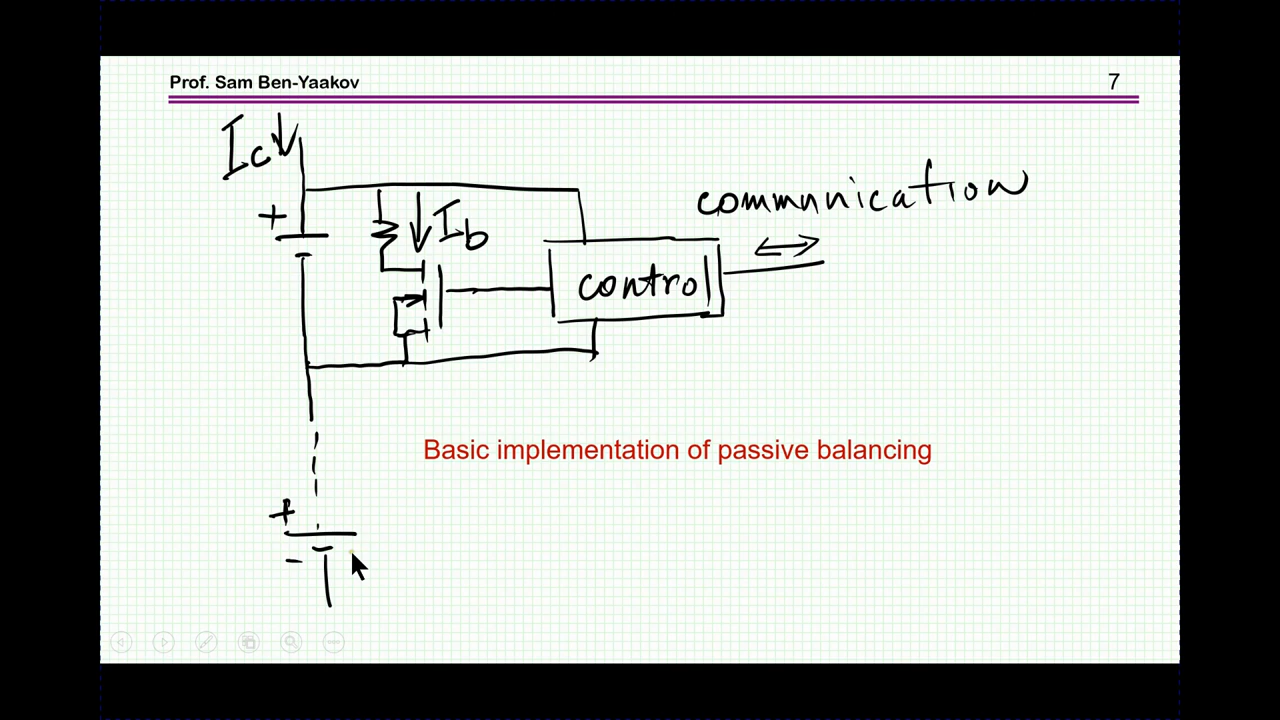 Prof. Sam Ben-Yaakov 7
Ic
communication
+
Ib
control
Basic implementation of passive balancing
+
-